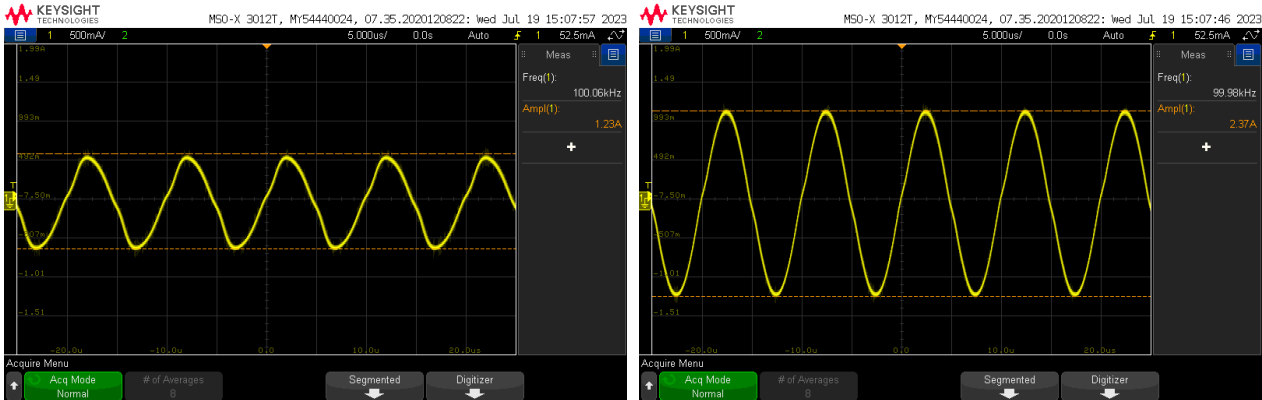 KEYSIGHT
TECHNOLOGIES
MSO-X 3012T, MY54440024, 07.35.2020120822: Wed Jul 19 15:07:57 2023
1 500mA/ 2 5.000us/ 0.0s Auto 1 52.5mA
1.99A
1.49
993m
492m
-7.50m
-507m
-1.01
-1.51
-20.0u -10.0u 0.0 10.0u 20.0us
T
Meas
Freq(1):
100.06kHz
Ampl(1):
1.23A
Acquire Menu
Acq Mode
Normal
# of Averages
8
Segmented
Digitizer
KEYSIGHT
TECHNOLOGIES
MSO-X 3012T, MY54440024, 07.35.2020120822: Wed Jul 19 15:07:46 2023
1 500mA/ 2 5.000us/ 0.0s Auto 1 52.5mA
1.99A
1.49
993m
492m
-7.50m
-507m
-1.01
-1.51
-20.0u -10.0u 0.0 10.0u 20.0us
T
Meas
Freq(1):
99.98kHz
Ampl(1):
2.37A
Acquire Menu
Acq Mode
Normal
# of Averages
8
Segmented
Digitizer